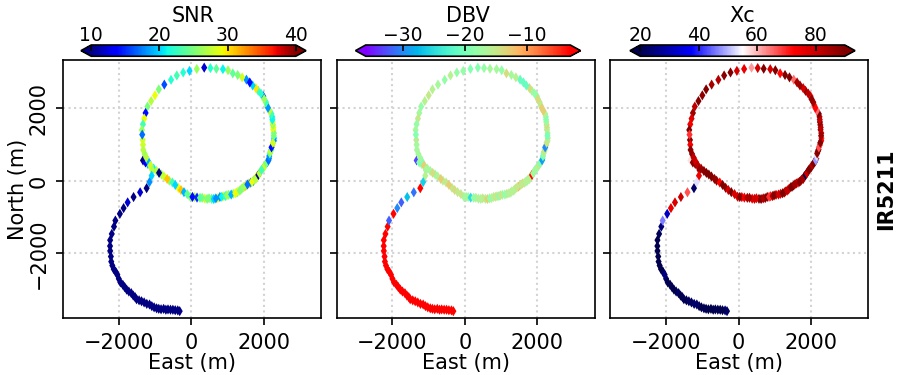 SNR DBV Xc
10 20 30 40 −30 −20 −10 20 40 60 80
2000
0
−2000
North (m)
IR5211
−2000 0 2000 −2000 0 2000 −2000 0 2000
East (m) East (m) East (m)